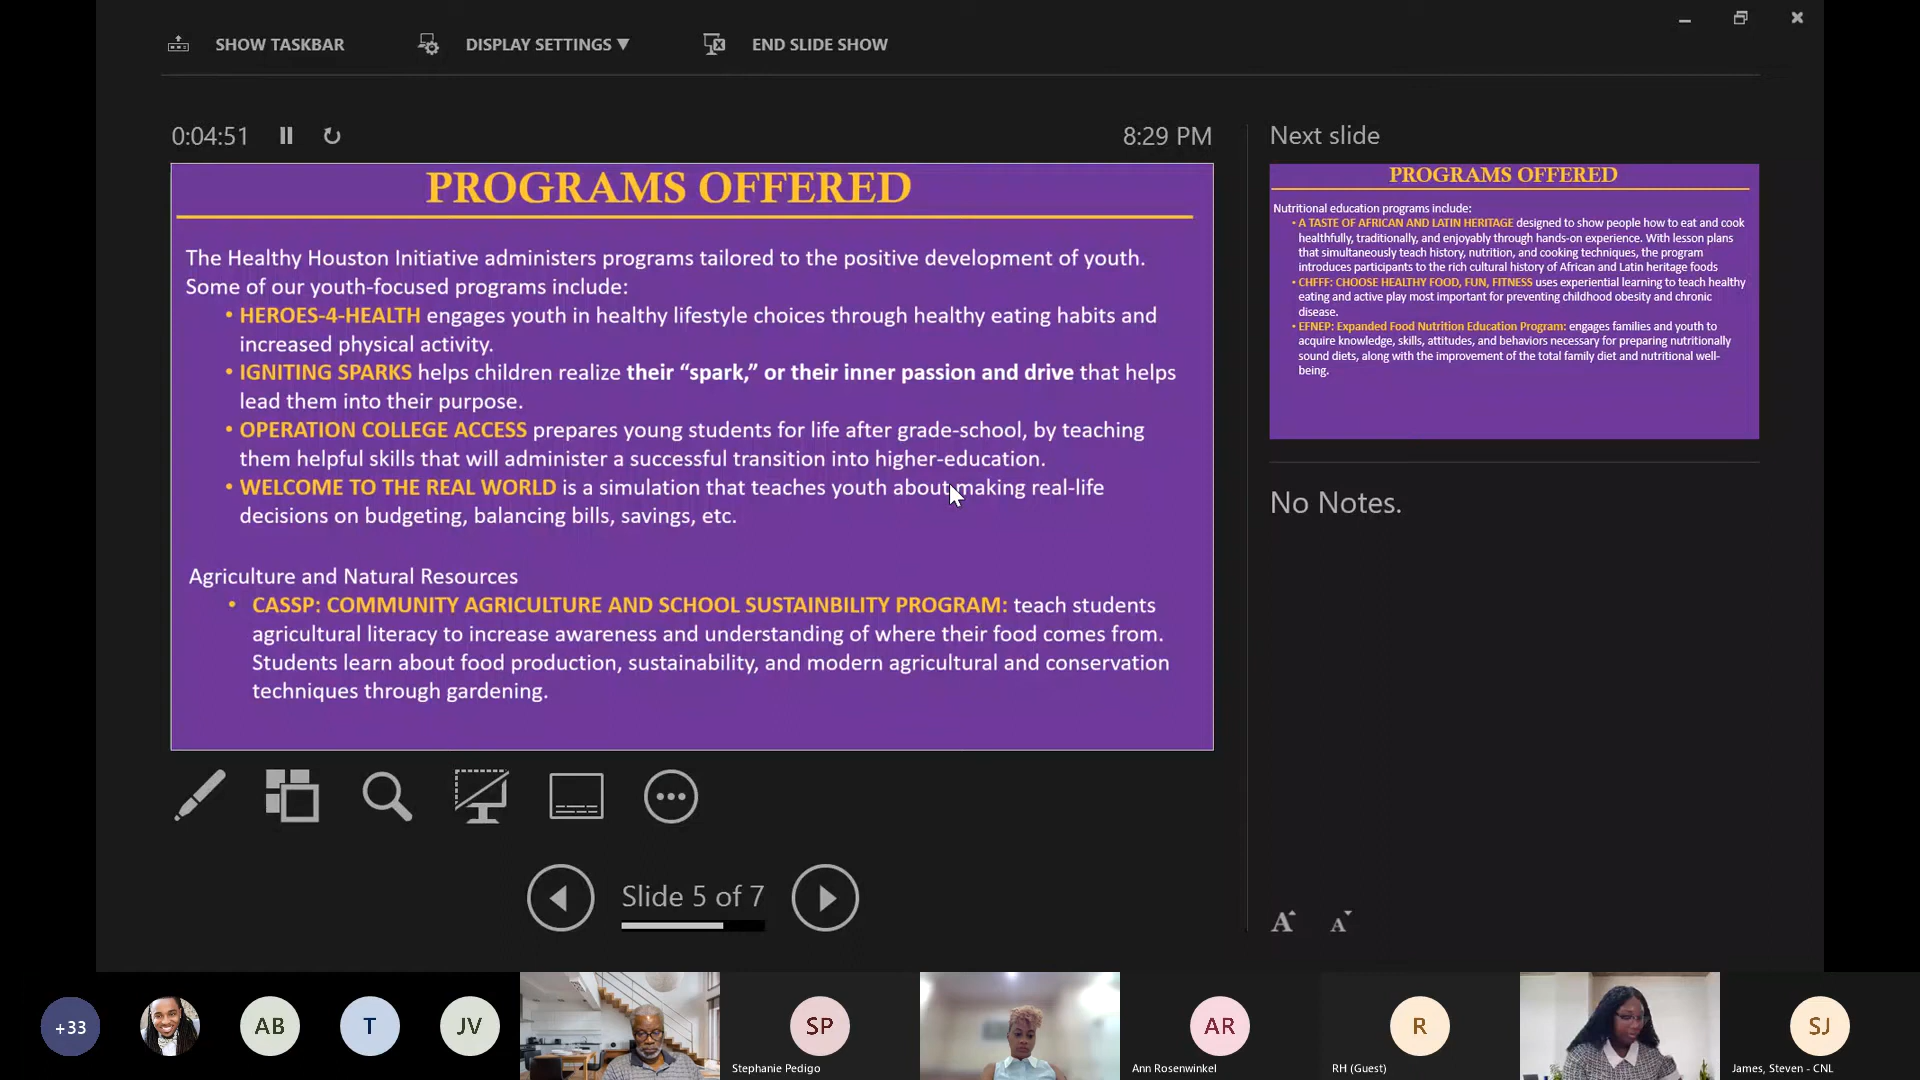 SHOW TASKBAR
DISPLAY SETTINGS ▼
END SLIDE SHOW
0:04:51
8:29 PM
PROGRAMS OFFERED
The Healthy Houston Initiative administers programs tailored to the positive development of youth.
Some of our youth-focused programs include:
• HEROES-4-HEALTH engages youth in healthy lifestyle choices through healthy eating habits and
increased physical activity.
• IGNITING SPARKS helps children realize their “spark,” or their inner passion and drive that helps
lead them into their purpose.
• OPERATION COLLEGE ACCESS prepares young students for life after grade-school, by teaching
them helpful skills that will administer a successful transition into higher-education.
• WELCOME TO THE REAL WORLD is a simulation that teaches youth about making real-life
decisions on budgeting, balancing bills, savings, etc.
Agriculture and Natural Resources
• CASSP: COMMUNITY AGRICULTURE AND SCHOOL SUSTAINBILITY PROGRAM: teach students
agricultural literacy to increase awareness and understanding of where their food comes from.
Students learn about food production, sustainability, and modern agricultural and conservation
techniques through gardening.
Slide 5 of 7
Next slide
PROGRAMS OFFERED
Nutritional education programs include:
• A TASTE OF AFRICAN AND LATIN HERITAGE designed to show people how to eat and cook
healthfully, traditionally, and enjoyably through hands-on experience. With lesson plans
that simultaneously teach history, nutrition, and cooking techniques, the program
introduces participants to the rich cultural history of African and Latin heritage foods
• CHFFF: CHOOSE HEALTHY FOOD, FUN, FITNESS uses experiential learning to teach healthy
eating and active play most important for preventing childhood obesity and chronic
disease.
• EFNEP: Expanded Food Nutrition Education Program: engages families and youth to
acquire knowledge, skills, attitudes, and behaviors necessary for preparing nutritionally
sound diets, along with the improvement of the total family diet and nutritional well-
being.
No Notes.
A A
+33
AB
T
JV
SP
Stephanie Pedigo
AR
Ann Rosenwinkel
R
RH (Guest)
SJ
James, Steven - CNL